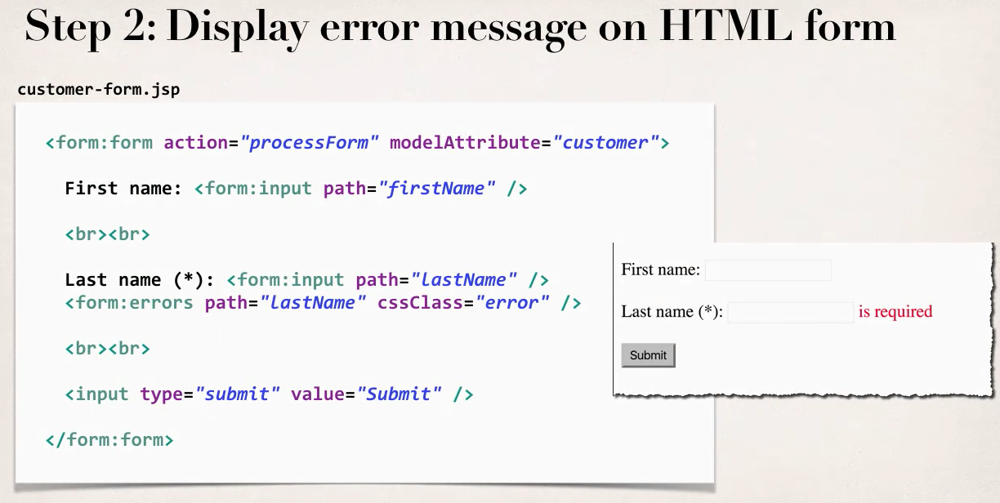 Step 2: Display error message on HTML form
customer-form.jsp
<form:form action="processForm" modelAttribute="customer">
First name: <form:input path="firstName" />
<br><br>
Last name (*): <form:input path="lastName" />
<form:errors path="lastName" cssClass="error" />
<br><br>
<input type="submit" value="Submit" />
</form:form>
First name:
Last name (*): is required
Submit